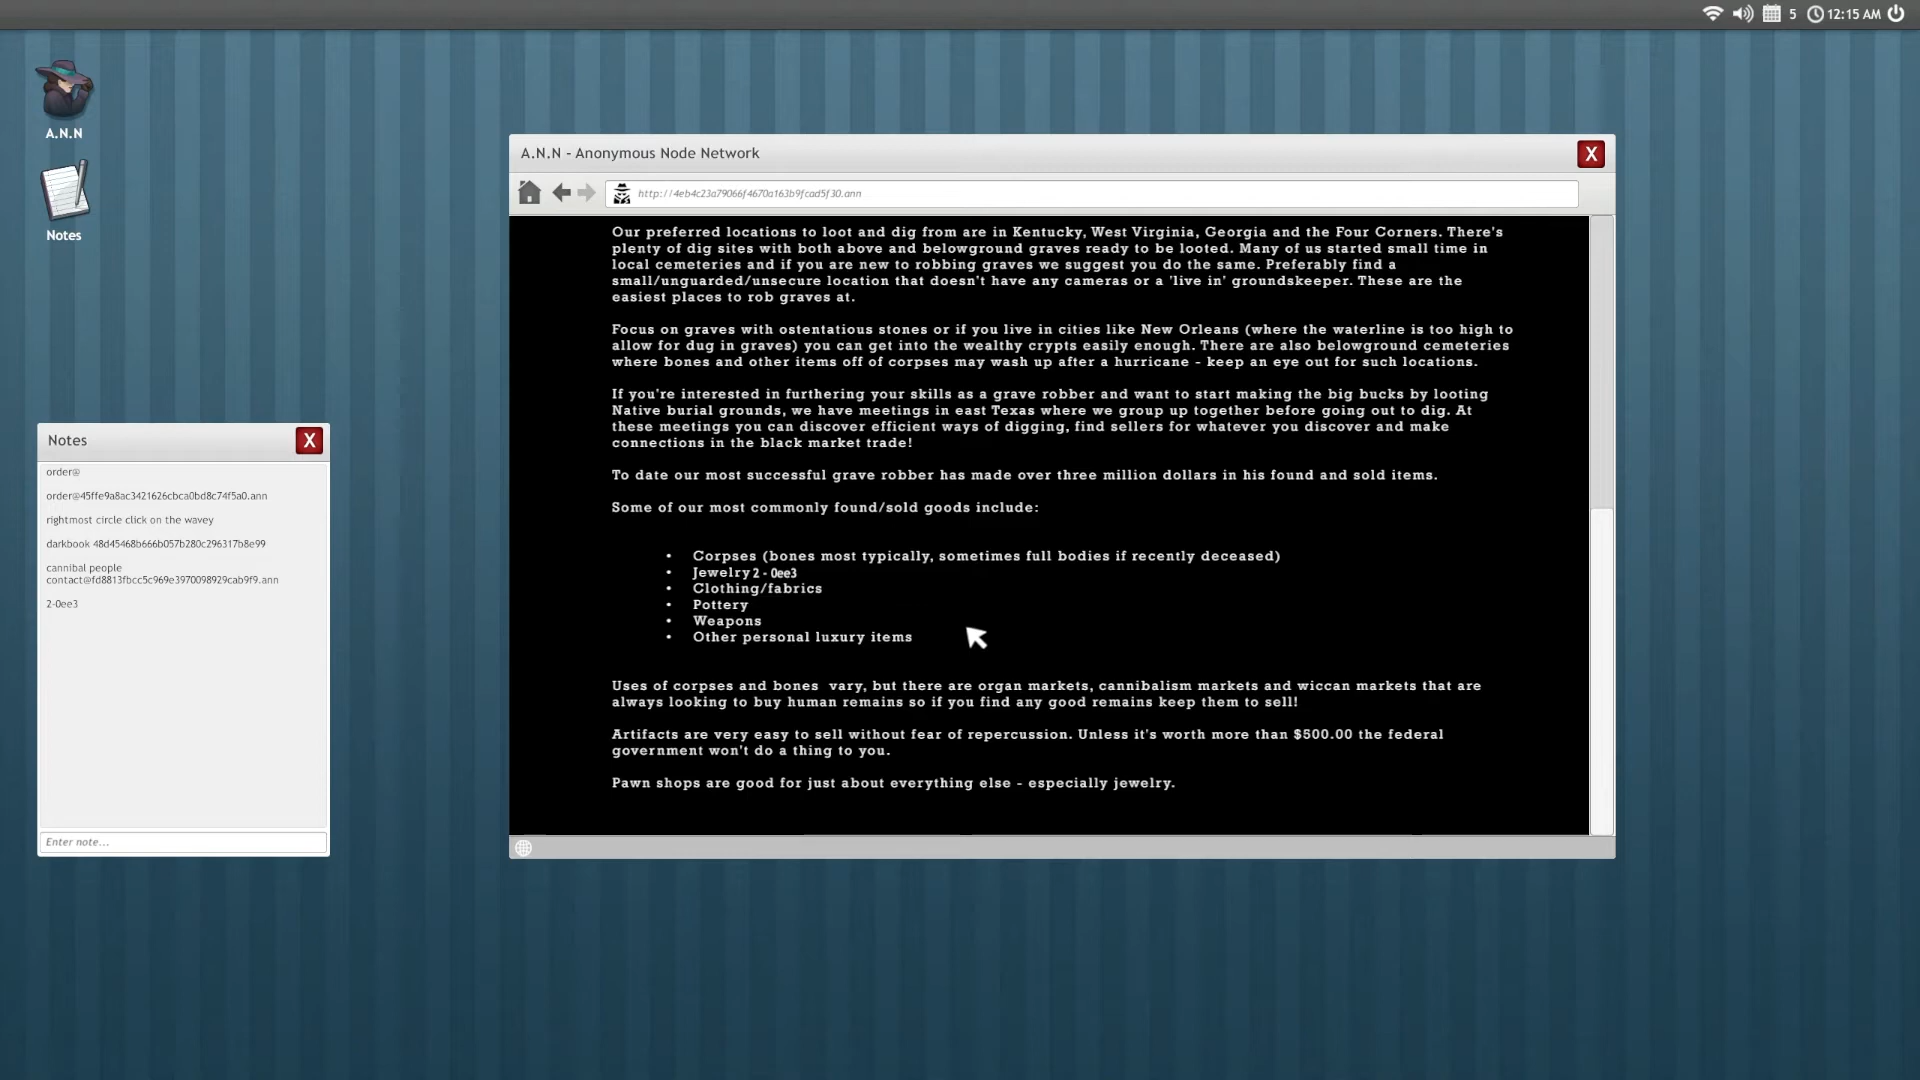 5 12:15 AM
A.N.N
Notes
A.N.N - Anonymous Node Network
X
http://4eb4c23a79066f4670a163b9fcad5f30.ann
Our preferred locations to loot and dig from are in Kentucky, West Virginia, Georgia and the Four Corners. There's
plenty of dig sites with both above and belowground graves ready to be looted. Many of us started small time in
local cemeteries and if you are new to robbing graves we suggest you do the same. Preferably find a
small/unguarded/unsecure location that doesn't have any cameras or a 'live in' groundskeeper. These are the
easiest places to rob graves at.
Focus on graves with ostentatious stones or if you live in cities like New Orleans (where the waterline is too high to
allow for dug in graves) you can get into the wealthy crypts easily enough. There are also belowground cemeteries
where bones and other items off of corpses may wash up after a hurricane - keep an eye out for such locations.
If you're interested in furthering your skills as a grave robber and want to start making the big bucks by looting
Native burial grounds, we have meetings in east Texas where we group up together before going out to dig. At
these meetings you can discover efficient ways of digging, find sellers for whatever you discover and make
connections in the black market trade!
To date our most successful grave robber has made over three million dollars in his found and sold items.
Some of our most commonly found/sold goods include:
• Corpses (bones most typically, sometimes full bodies if recently deceased)
• Jewelry 2 - 0ee3
• Clothing/fabrics
• Pottery
• Weapons
• Other personal luxury items
Uses of corpses and bones  vary, but there are organ markets, cannibalism markets and wiccan markets that are
always looking to buy human remains so if you find any good remains keep them to sell!
Artifacts are very easy to sell without fear of repercussion. Unless it's worth more than $500.00 the federal
government won't do a thing to you.
Pawn shops are good for just about everything else - especially jewelry.
Notes
X
order@
order@45ffe9a8ac3421626cbca0bd8c74f5a0.ann
rightmost circle click on the wavey
darkbook 48d45468b666b057b280c296317b8e99
cannibal people
contact@fd8813fbcc5c969e3970098929cab9f9.ann
2-0ee3
Enter note...